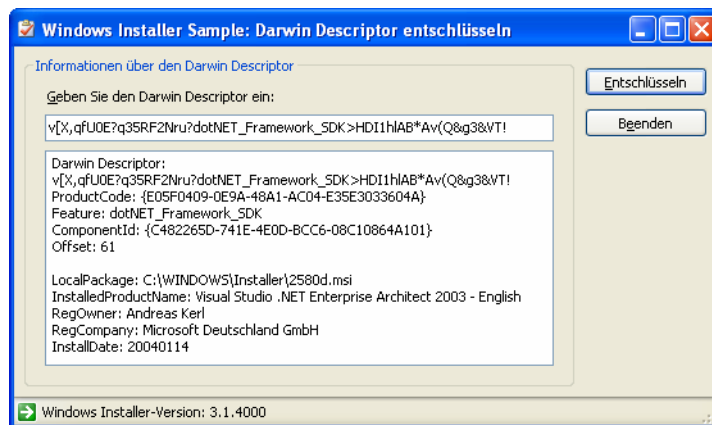 Windows Installer Sample: Darwin Descriptor entschlüsseln
Informationen über den Darwin Descriptor
Geben Sie den Darwin Descriptor ein:
v[X,qfU0E?q35RF2Nru?dotNET_Framework_SDK>HDI1hlAB*Av(Q&g3&VT!
Entschlüsseln
Beenden
Darwin Descriptor:
v[X,qfU0E?q35RF2Nru?dotNET_Framework_SDK>HDI1hlAB*Av(Q&g3&VT!
ProductCode: {E05F0409-0E9A-48A1-AC04-E35E3033604A}
Feature: dotNET_Framework_SDK
ComponentId: {C482265D-741E-4E0D-BCC6-08C10864A101}
Offset: 61
LocalPackage: C:\WINDOWS\Installer\2580d.msi
InstalledProductName: Visual Studio .NET Enterprise Architect 2003 - English
RegOwner: Andreas Kerl
RegCompany: Microsoft Deutschland GmbH
InstallDate: 20040114
Windows Installer-Version: 3.1.4000